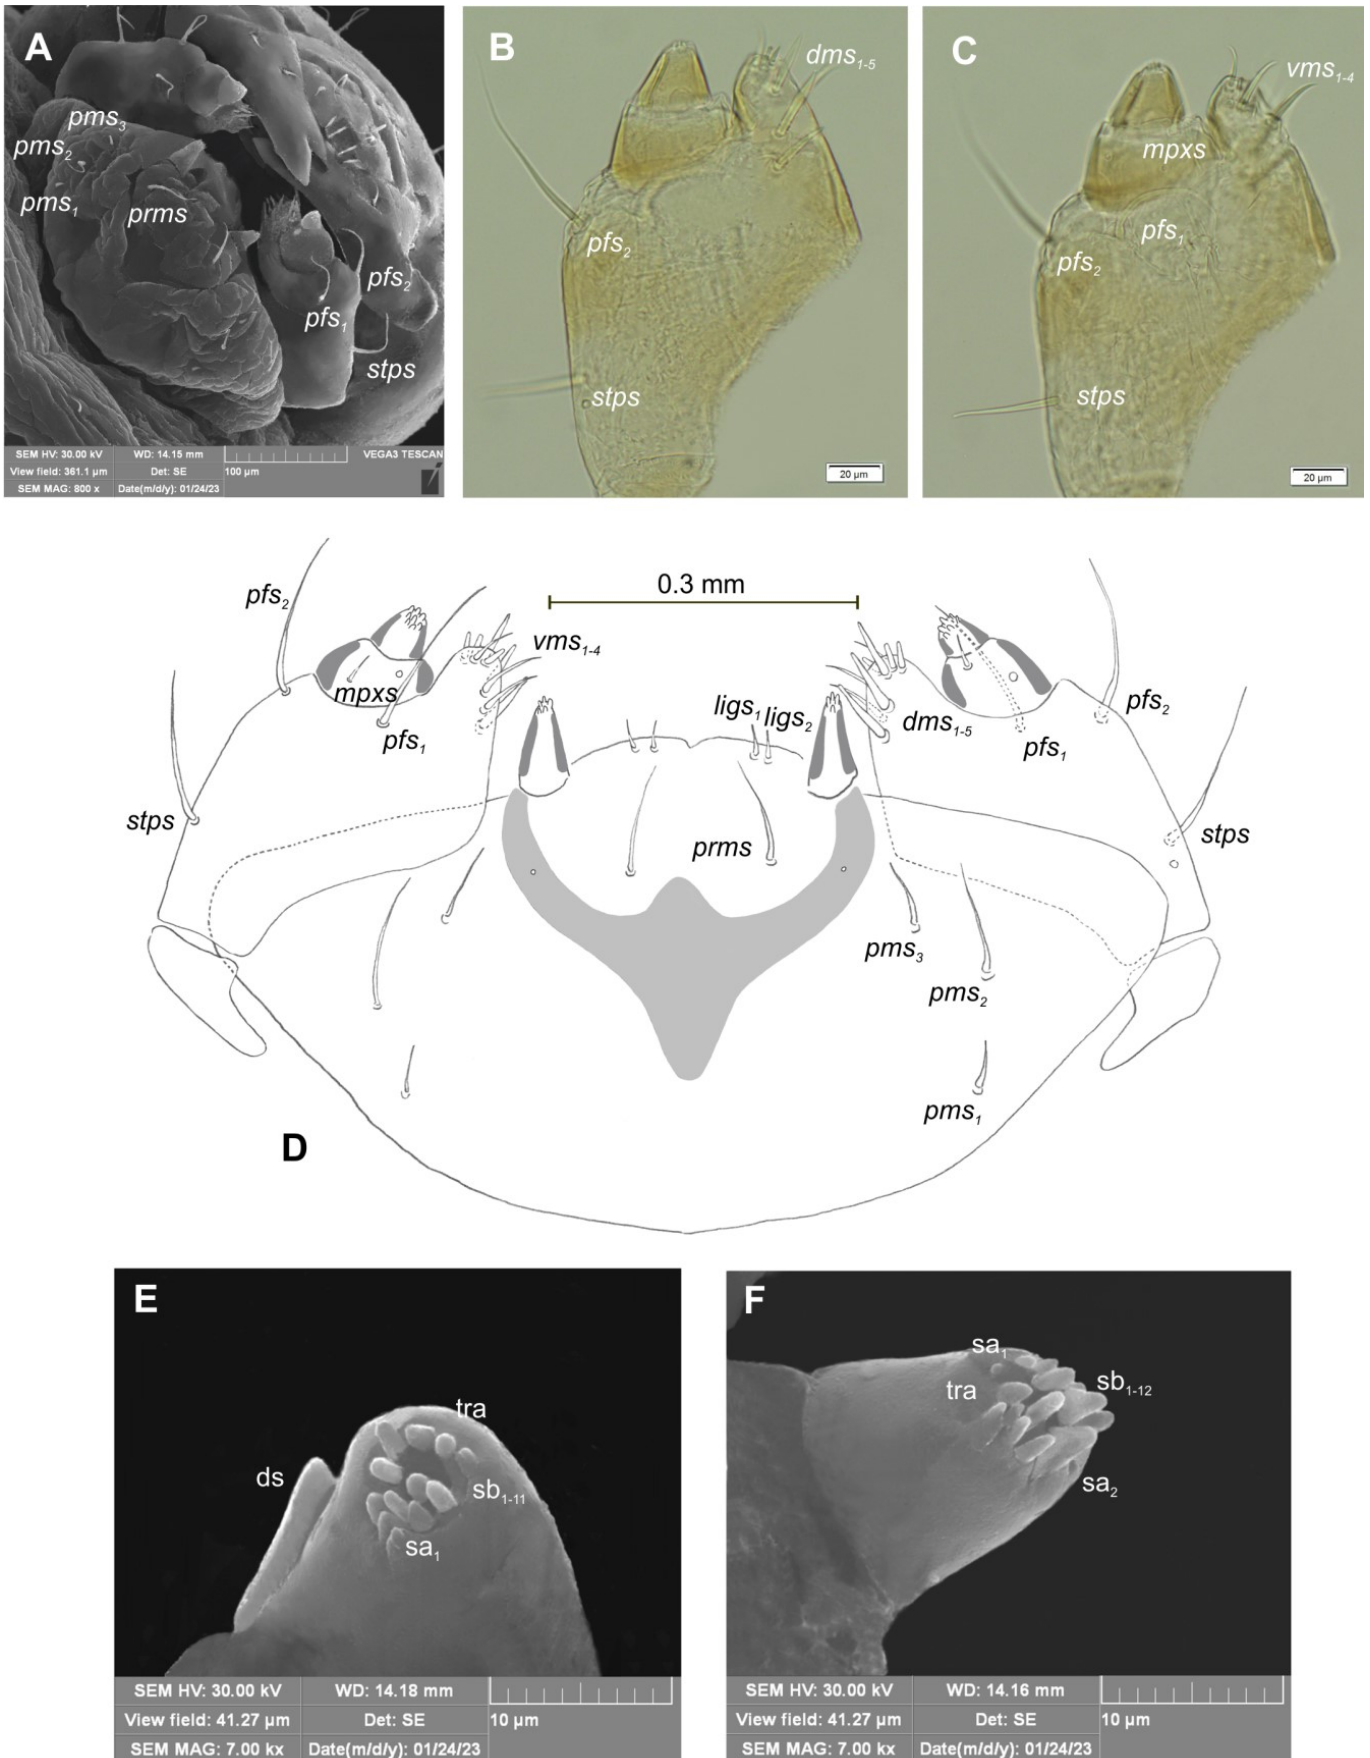 A
pms₃
pms₂
pms₁
prms
pfs₂
pfs₁
stps
SEM HV: 30.00 kV WD: 14.15 mm VEGA3 TESCAN
View field: 361.1 µm Det: SE 100 µm
SEM MAG: 800 x Date(m/d/y): 01/24/23
B
dms₁₋₅
pfs₂
stps
20 µm
C
vms₁₋₄
mpxs
pfs₁
pfs₂
stps
20 µm
0.3 mm
pfs₂
vms₁₋₄
mpxs
pfs₁
ligs₁ ligs₂
dms₁₋₅
pfs₂
pfs₁
stps
prms
stps
pms₃
pms₂
pms₁
D
E
tra
ds
sb₁₋₁₁
sa₁
SEM HV: 30.00 kV WD: 14.18 mm
View field: 41.27 µm Det: SE 10 µm
SEM MAG: 7.00 kx Date(m/d/y): 01/24/23
F
sa₁
tra
sb₁₋₁₂
sa₂
SEM HV: 30.00 kV WD: 14.16 mm
View field: 41.27 µm Det: SE 10 µm
SEM MAG: 7.00 kx Date(m/d/y): 01/24/23